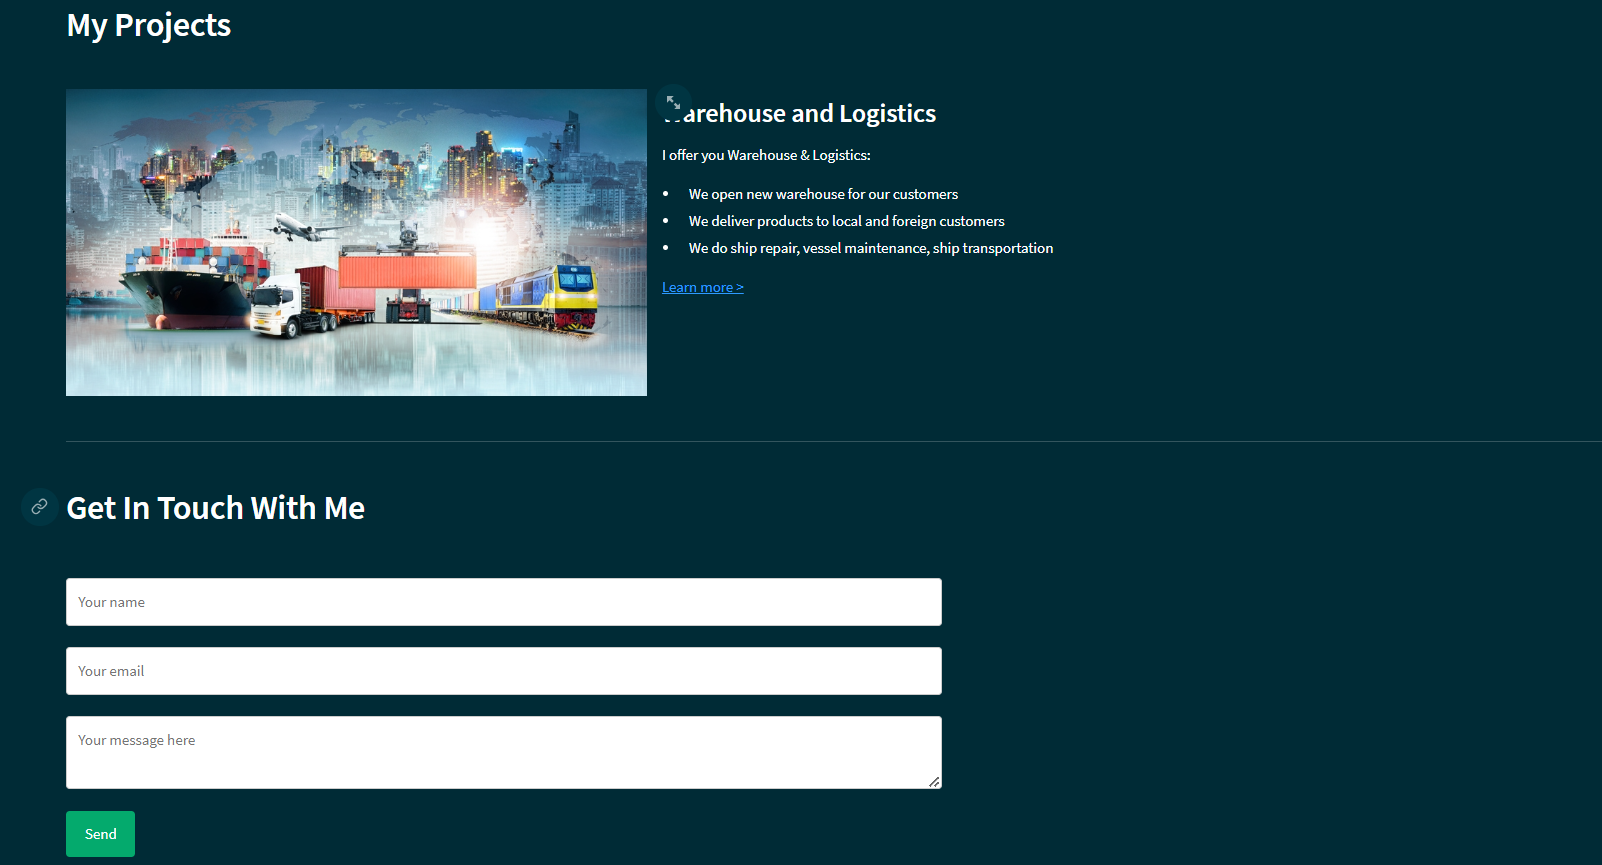 My Projects
Warehouse and Logistics
I offer you Warehouse & Logistics:
• We open new warehouse for our customers
• We deliver products to local and foreign customers
• We do ship repair, vessel maintenance, ship transportation
Learn more >
Get In Touch With Me
Your name
Your email
Your message here
Send